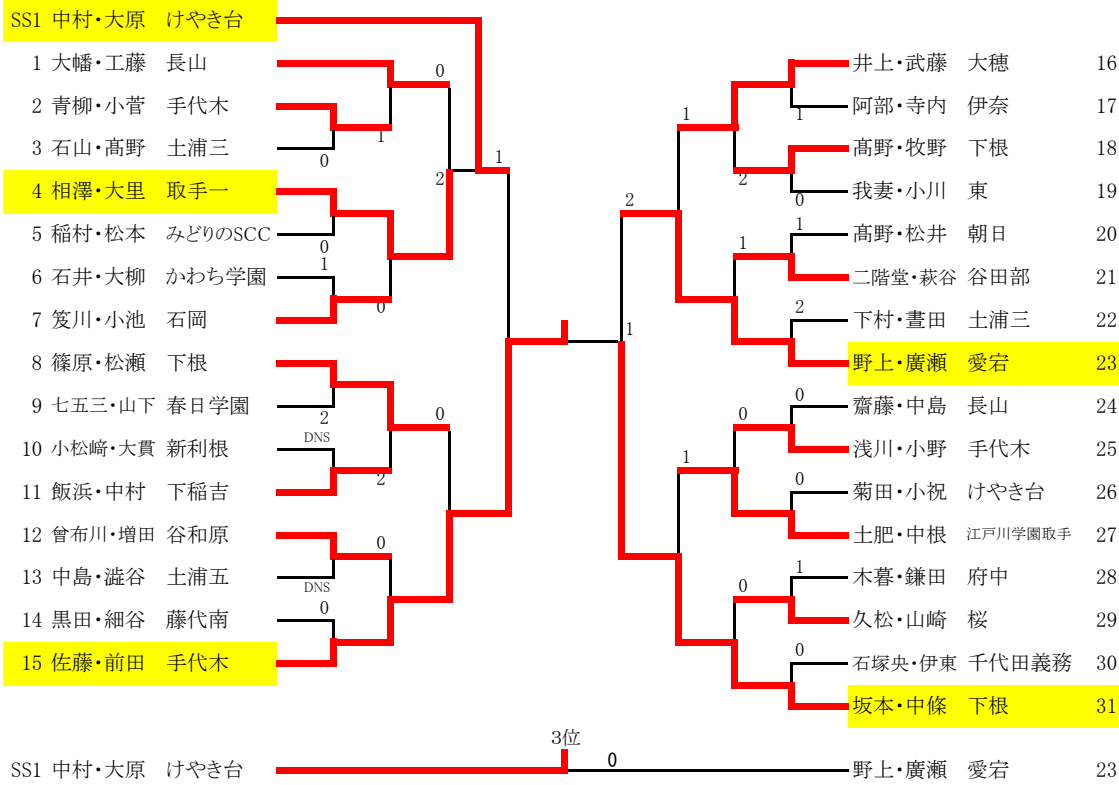 SS1 中村・大原 けやき台
1 大幡・工藤 長山
2 青柳・小菅 手代木
3 石山・髙野 土浦三
4 相澤・大里 取手一
5 稲村・松本 みどりのSCC
6 石井・大柳 かわち学園
7 笈川・小池 石岡
8 篠原・松瀬 下根
9 七五三・山下 春日学園
10 小松﨑・大貫 新利根
11 飯浜・中村 下稲吉
12 曾布川・増田 谷和原
13 中島・澁谷 土浦五
14 黒田・細谷 藤代南
15 佐藤・前田 手代木
0
1
0
2
0
1
0
2
DNS
0
2
0
DNS
0
1
1
2
1
1
2
0
1
1
2
0
0
0
1
1
0
0
井上・武藤 大穂 16
阿部・寺内 伊奈 17
髙野・牧野 下根 18
我妻・小川 東 19
髙野・松井 朝日 20
二階堂・萩谷 谷田部 21
下村・晝田 土浦三 22
野上・廣瀬 愛宕 23
齋藤・中島 長山 24
浅川・小野 手代木 25
菊田・小祝 けやき台 26
土肥・中根 江戸川学園取手 27
木暮・鎌田 府中 28
久松・山崎 桜 29
石塚央・伊東 千代田義務 30
坂本・中條 下根 31
3位
SS1 中村・大原 けやき台 0 野上・廣瀬 愛宕 23